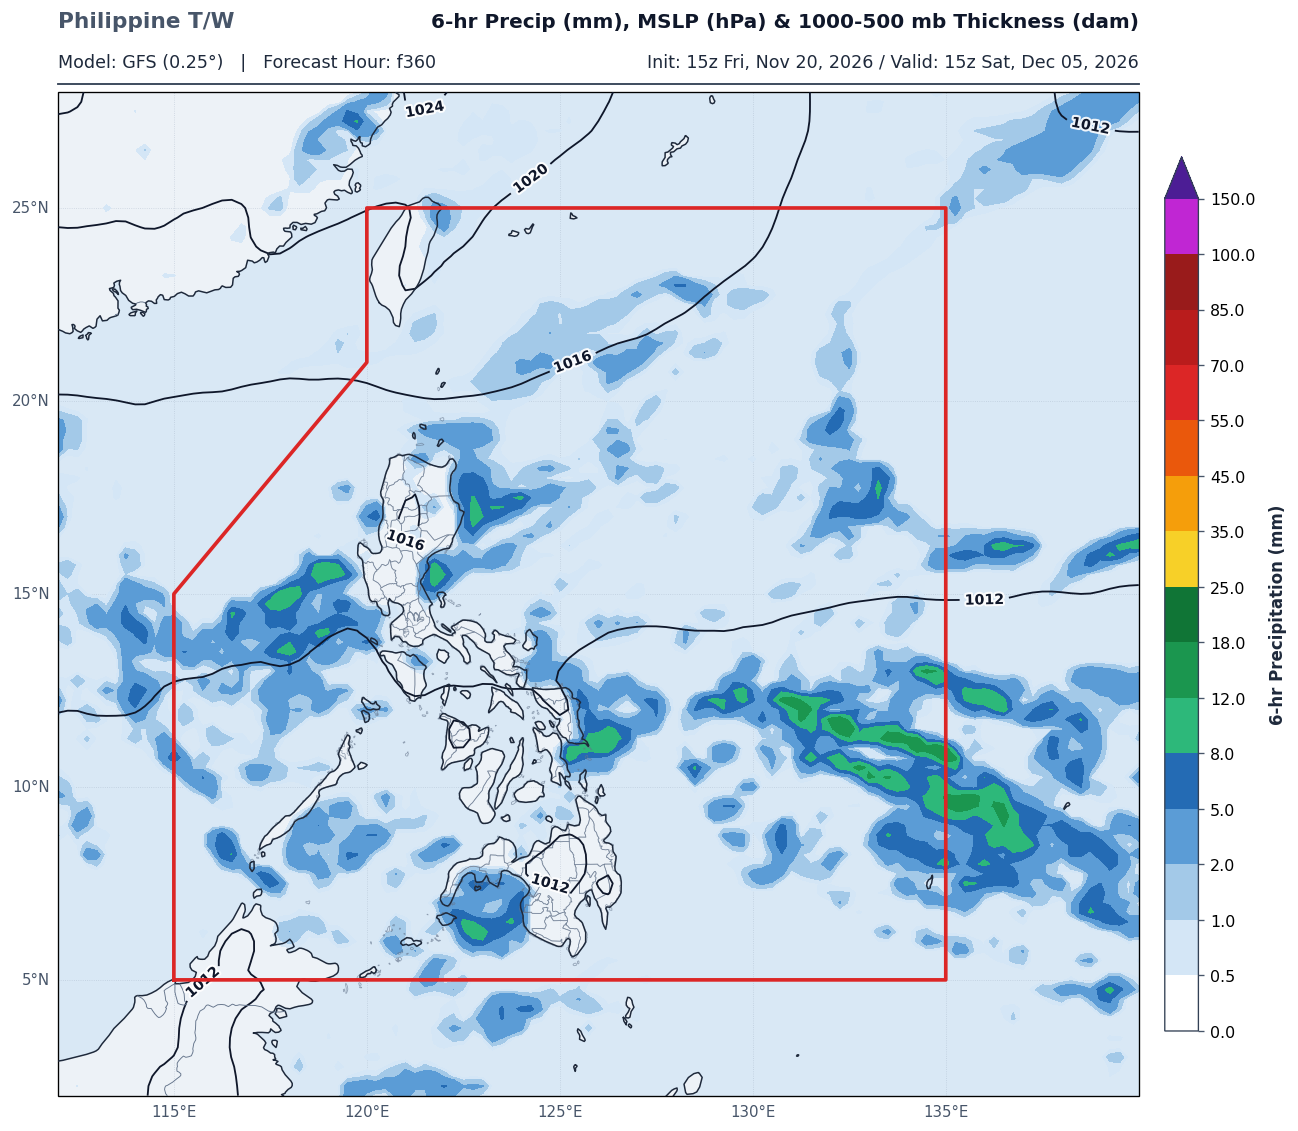 Philippine T/W
6-hr Precip (mm), MSLP (hPa) & 1000-500 mb Thickness (dam)
Model: GFS (0.25°) | Forecast Hour: f360
Init: 15z Fri, Nov 20, 2026 / Valid: 15z Sat, Dec 05, 2026
1024
1012
1020
1016
1016
1012
1012
1012
25°N
20°N
15°N
10°N
5°N
115°E
120°E
125°E
130°E
135°E
150.0
100.0
85.0
70.0
55.0
45.0
35.0
25.0
18.0
12.0
8.0
5.0
2.0
1.0
0.5
0.0
6-hr Precipitation (mm)